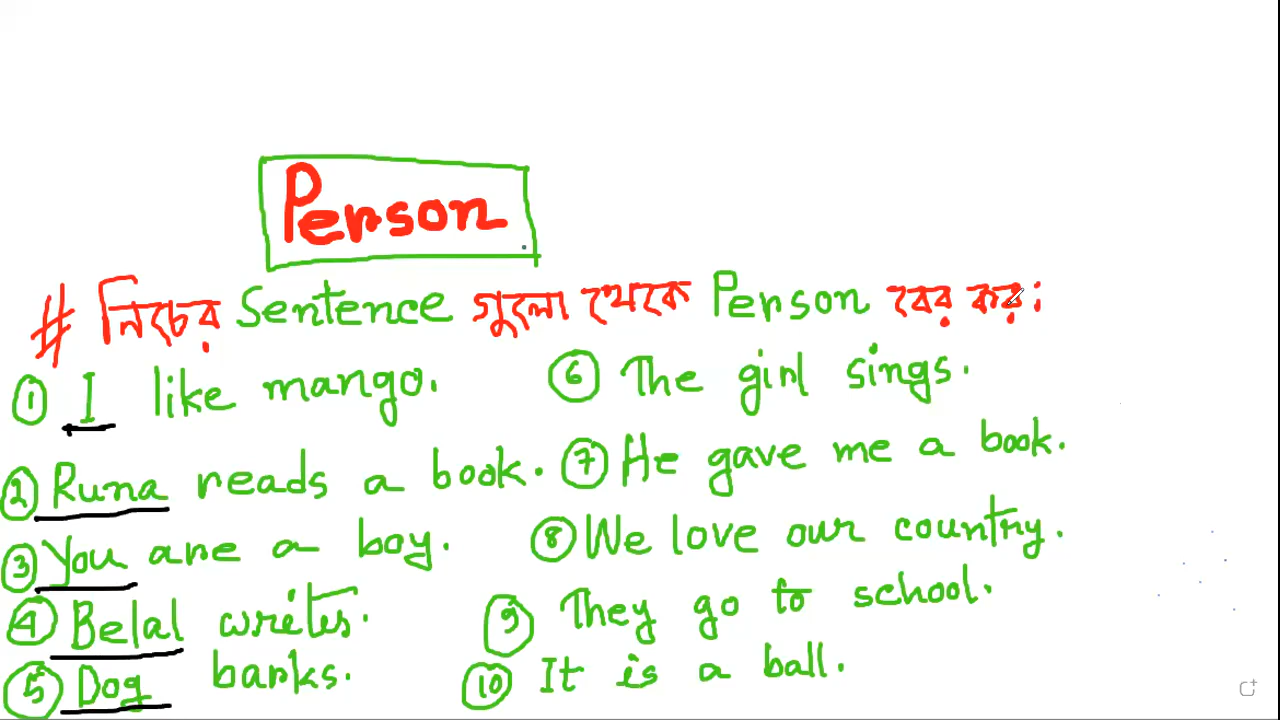 Person
# নিচের Sentence গুলো থেকে Person বের কর:
① I like mango.
② Runa reads a book.
③ You are a boy.
④ Belal writes.
⑤ Dog barks.
⑥ The girl sings.
⑦ He gave me a book.
⑧ We love our country.
⑨ They go to school.
⑩ It is a ball.